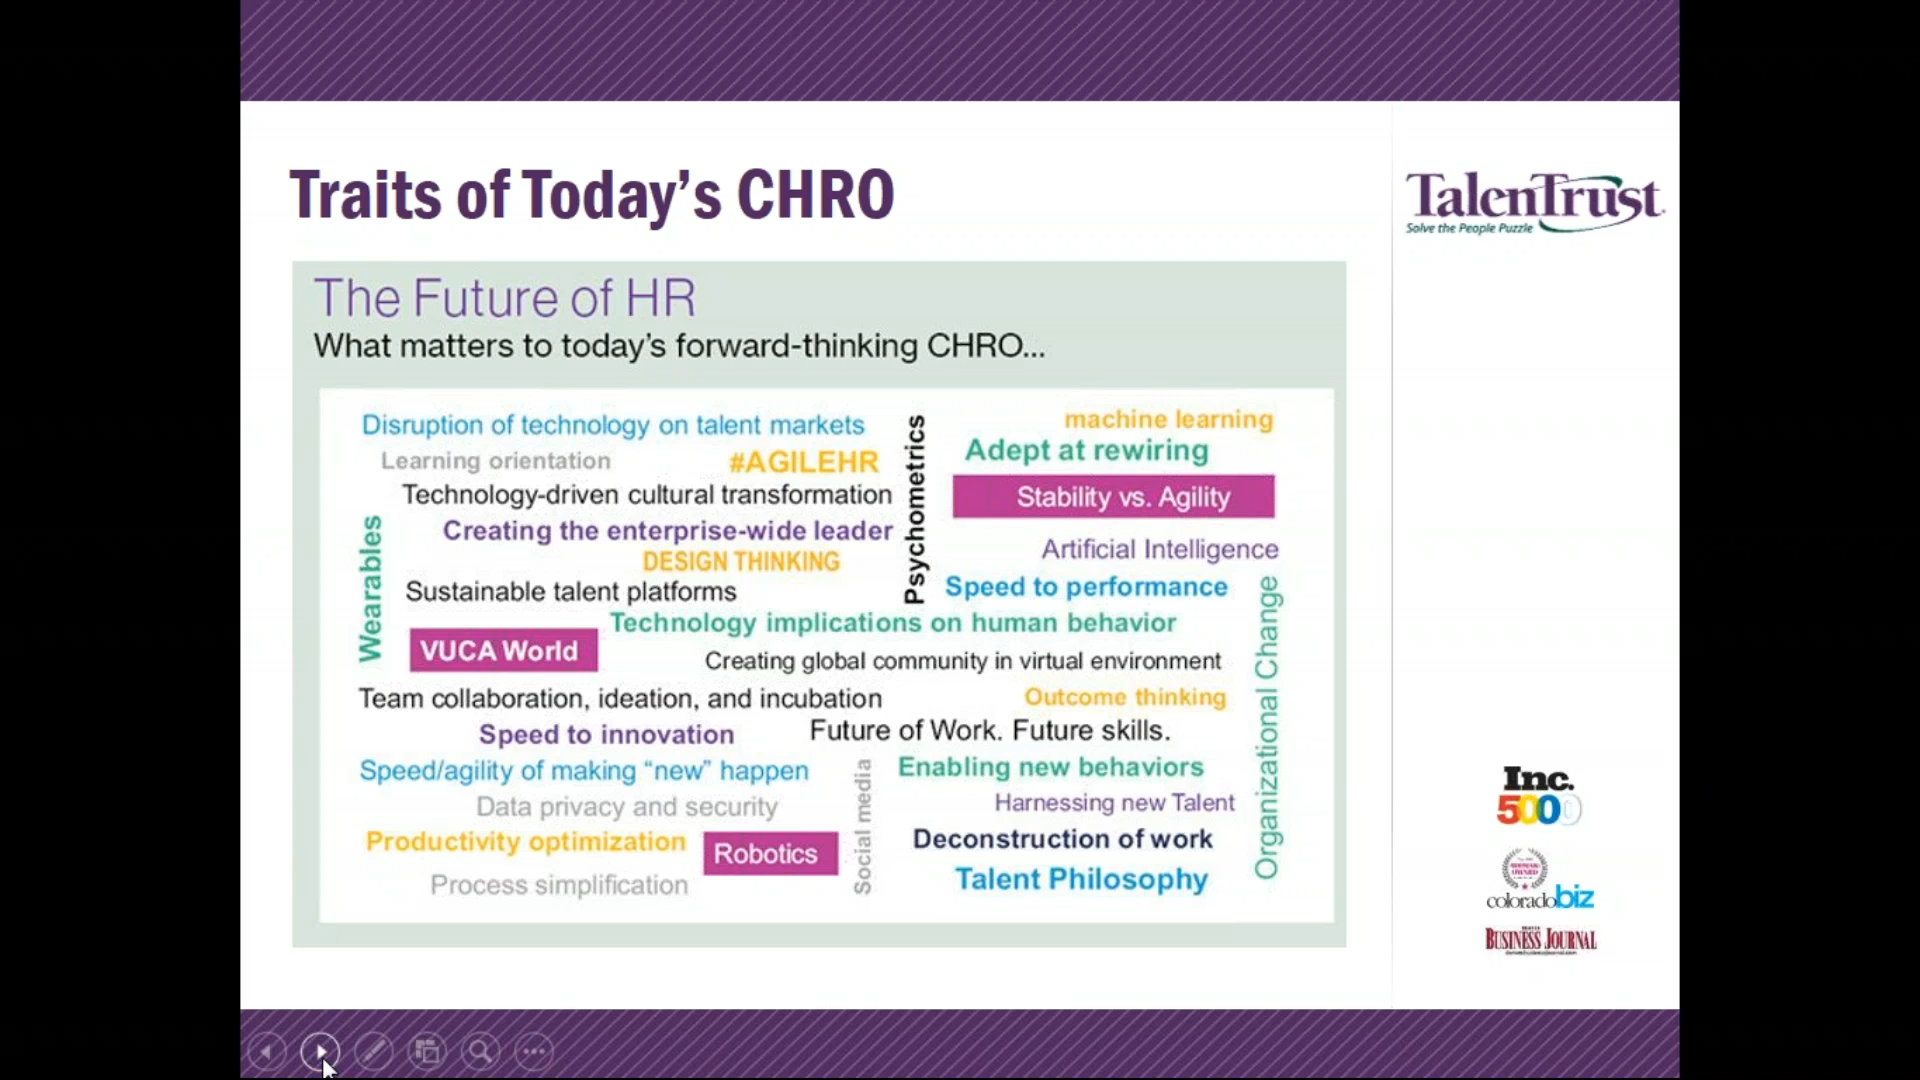 Traits of Today's CHRO
TalenTrust
Solve the People Puzzle
The Future of HR
What matters to today's forward-thinking CHRO...
Disruption of technology on talent markets
Learning orientation
#AGILEHR
Technology-driven cultural transformation
Creating the enterprise-wide leader
DESIGN THINKING
Wearables
Sustainable talent platforms
Psychometrics
machine learning
Adept at rewiring
Stability vs. Agility
Artificial Intelligence
Speed to performance
Technology implications on human behavior
VUCA World
Creating global community in virtual environment
Team collaboration, ideation, and incubation
Outcome thinking
Speed to innovation
Future of Work. Future skills.
Organizational Change
Speed/agility of making “new” happen
Enabling new behaviors
Data privacy and security
Harnessing new Talent
Productivity optimization
Robotics
Social media
Deconstruction of work
Process simplification
Talent Philosophy
Inc.
5000
coloradobiz
BUSINESS JOURNAL